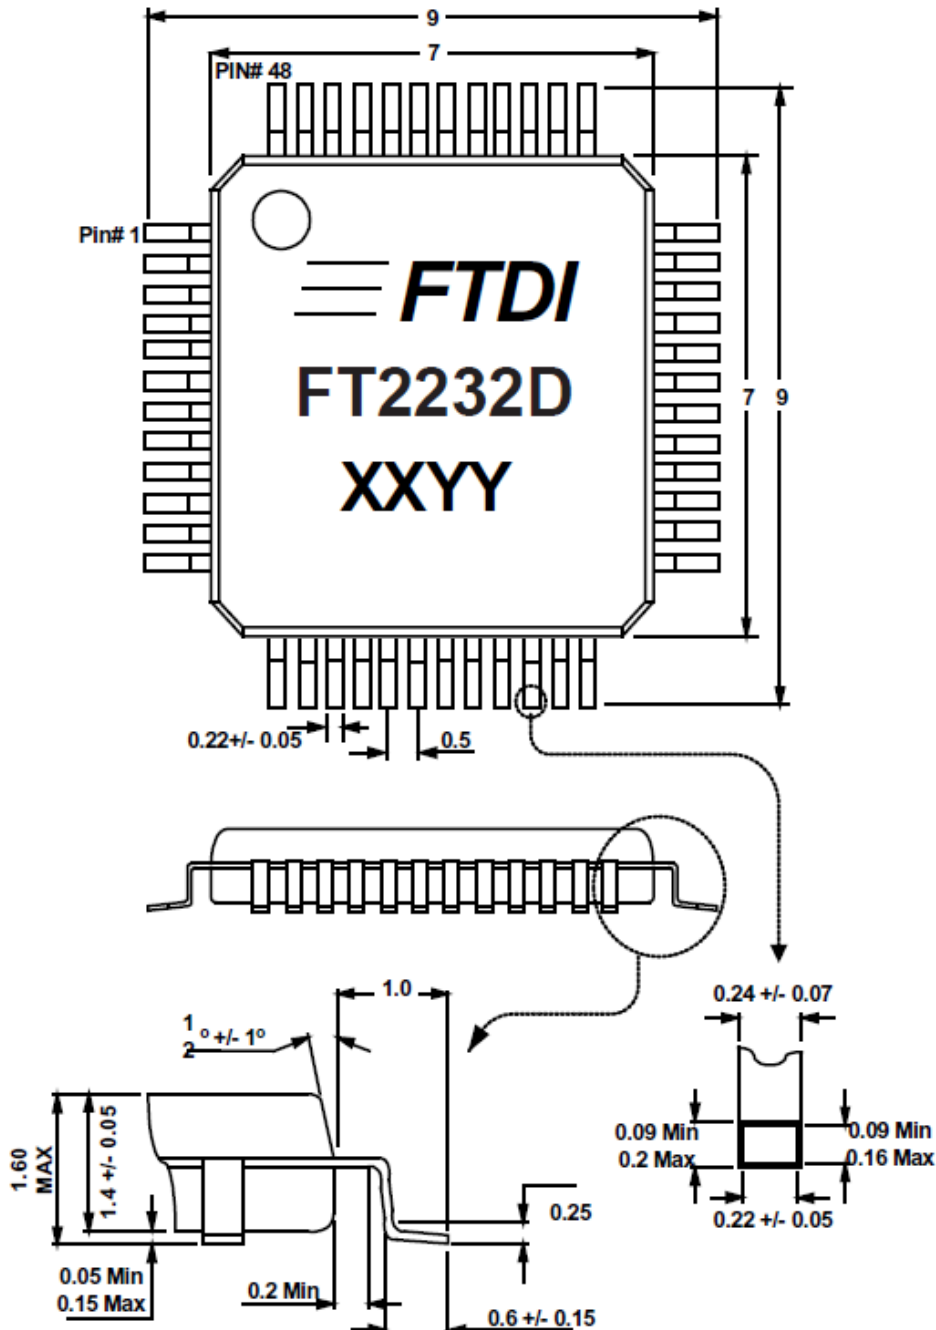 9
7
PIN# 48
Pin# 1
FTDI
FT2232D
XXYY
7 9
0.22+/- 0.05
0.5
1.0
0.24 +/- 0.07
1
2
º +/- 1º
0.09 Min
0.2 Max
0.09 Min
0.16 Max
0.22 +/- 0.05
1.60
MAX
1.4 +/- 0.05
0.25
0.05 Min
0.15 Max
0.2 Min
0.6 +/- 0.15